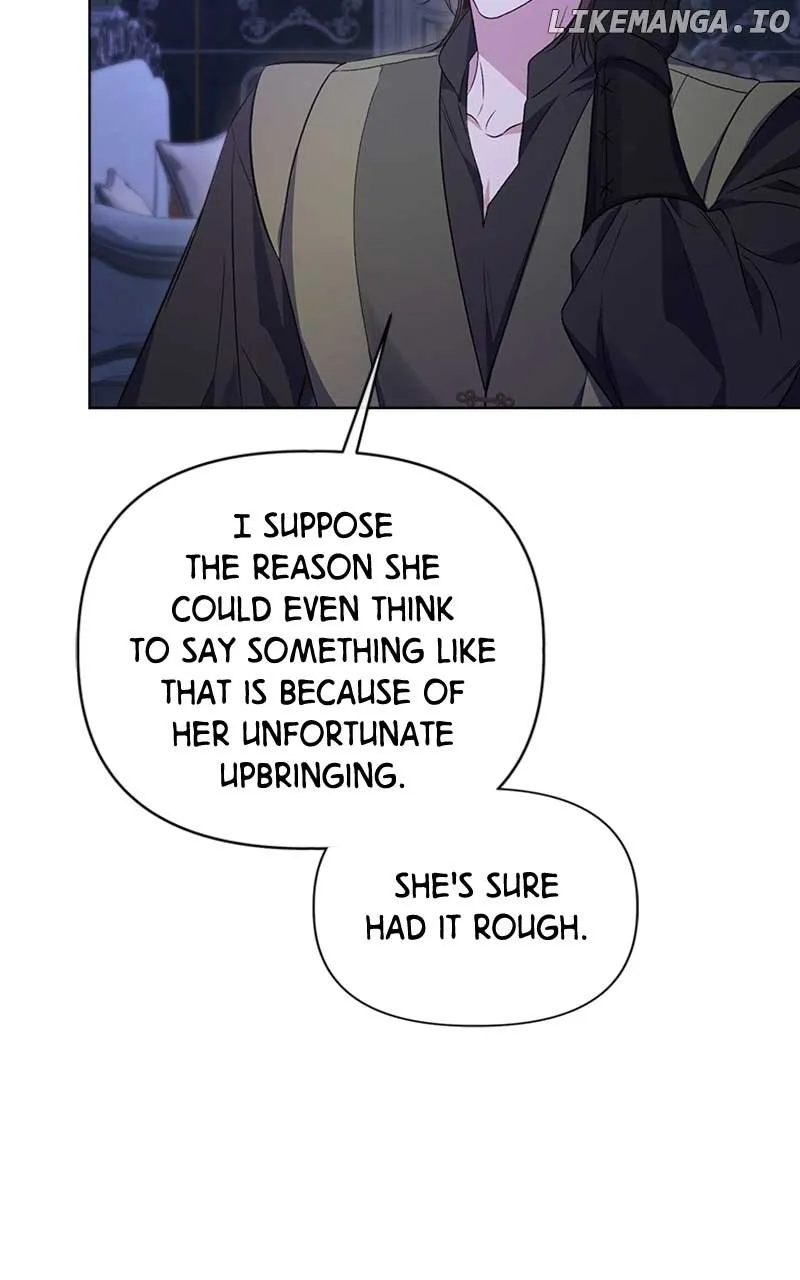 LIKEMANGA.IO
I SUPPOSE
THE REASON SHE
COULD EVEN THINK
TO SAY SOMETHING LIKE
THAT IS BECAUSE OF
HER UNFORTUNATE
UPBRINGING.
SHE'S SURE
HAD IT ROUGH.